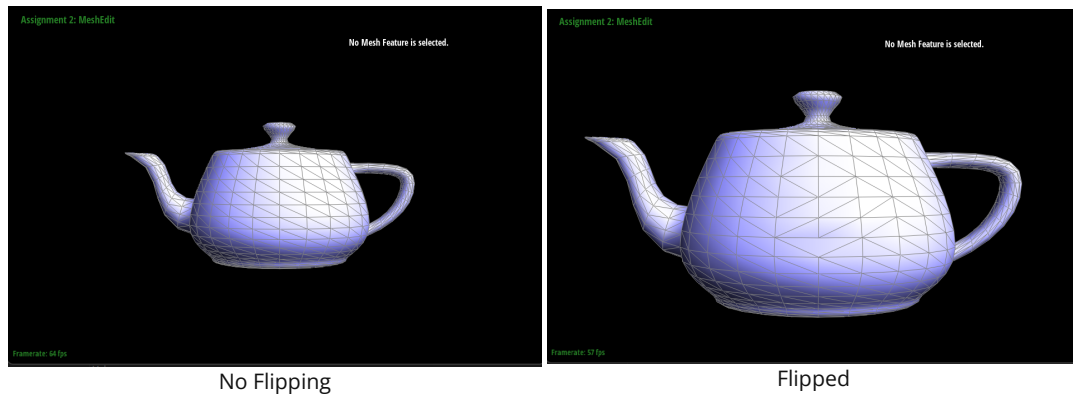 Assignment 2: MeshEdit
No Mesh Feature is selected.
Framerate: 64 fps
No Flipping
Assignment 2: MeshEdit
No Mesh Feature is selected.
Framerate: 57 fps
Flipped